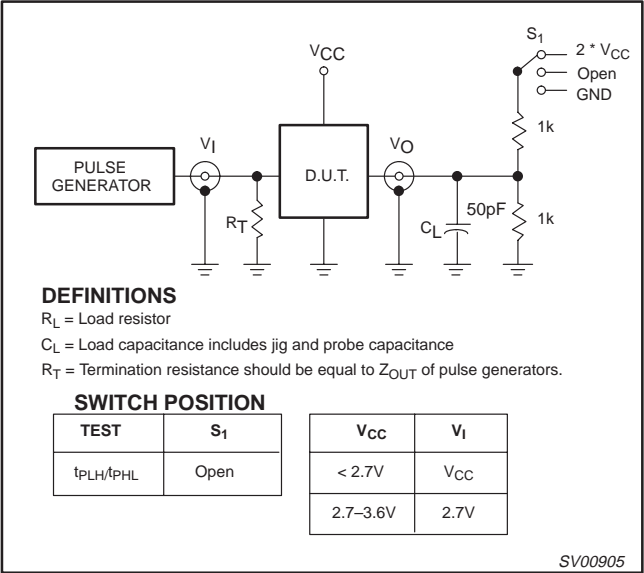 S1
2 * VCC
Open
GND
VCC
1k
VI
VO
PULSE
GENERATOR
D.U.T.
RT
50pF
CL
1k
DEFINITIONS
RL = Load resistor
CL = Load capacitance includes jig and probe capacitance
RT = Termination resistance should be equal to ZOUT of pulse generators.
SWITCH POSITION
TEST S1
tPLH/tPHL Open
VCC VI
< 2.7V VCC
2.7–3.6V 2.7V
SV00905